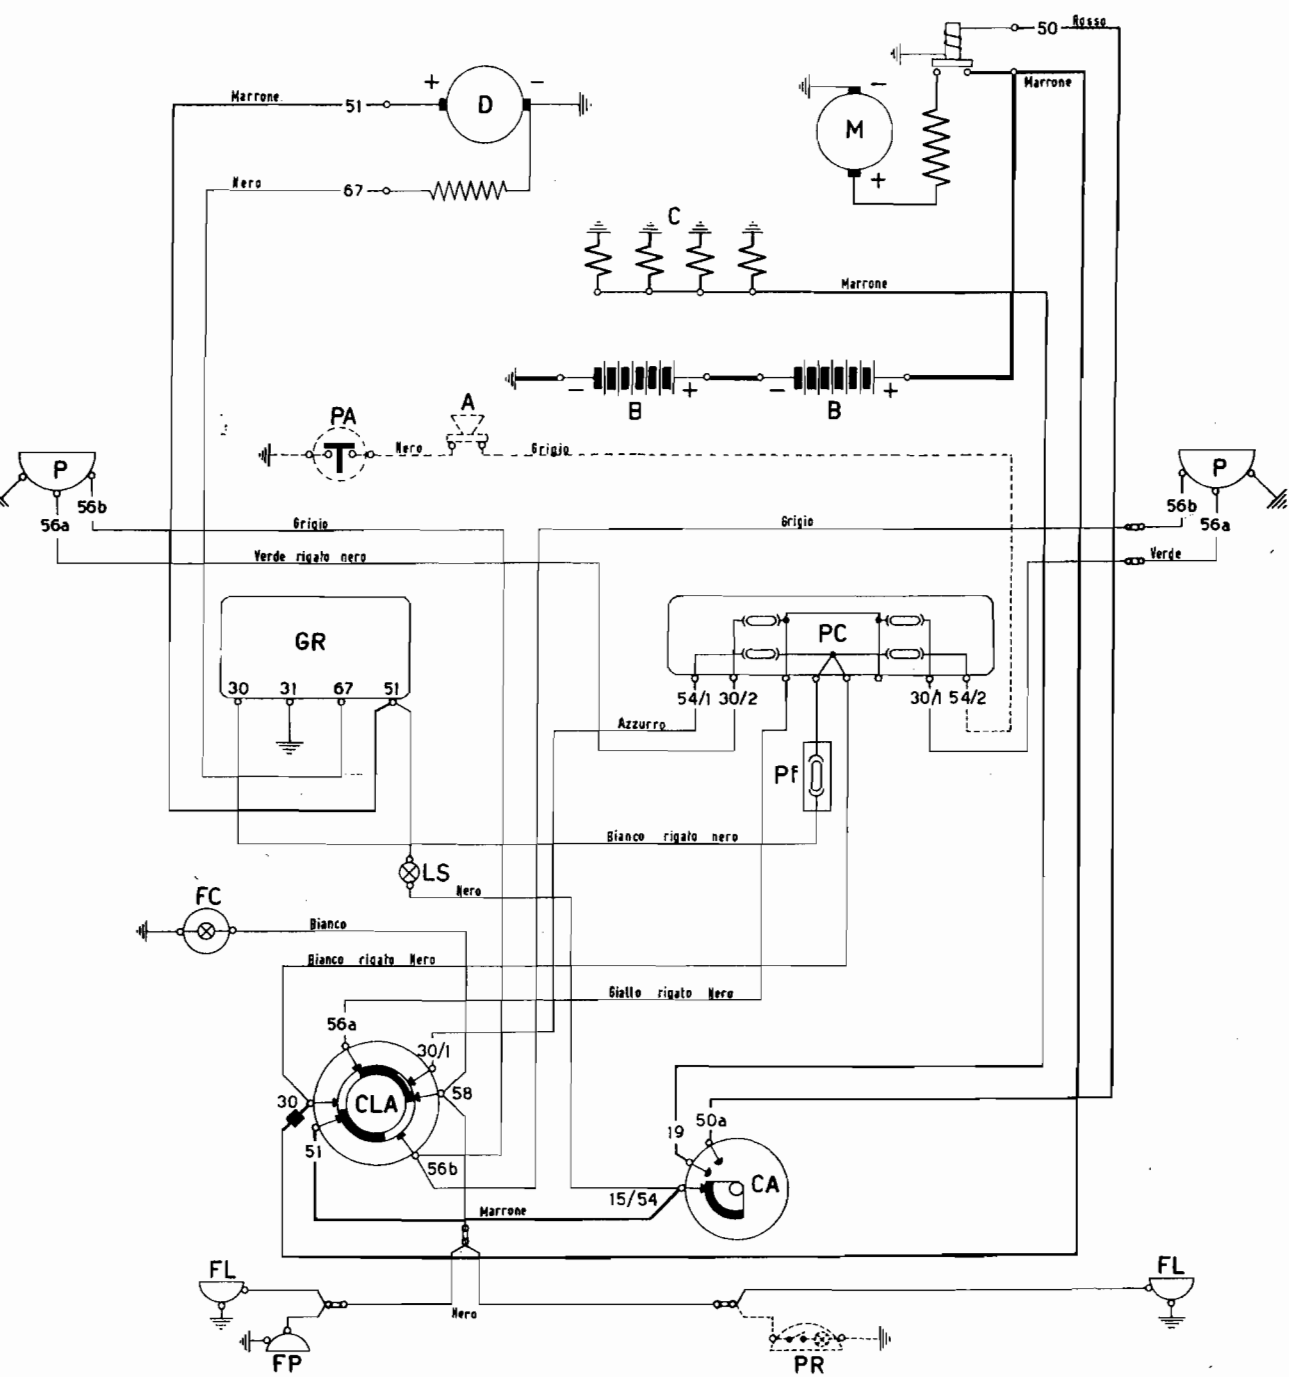 50 Rosso
+ D -
Marrone 51
Marrone
M -
+
Nero 67
C
Marrone
- B + - B +
PA A
Nero Grigio
P P
56b 56b
56a 56a
Grigio Grigio
Verde rigato nero Verde
GR PC
30 31 67 51
54/1 30/2 30/1 54/2
Azzurro
Pf
Bianco rigato nero
LS
Nero
FC
Bianco
Bianco rigato Nero
Giallo rigato Nero
56a
30/1
58
30 CLA
51
56b
50a
19
15/54 CA
Marrone
FL FL
Nero
FP PR